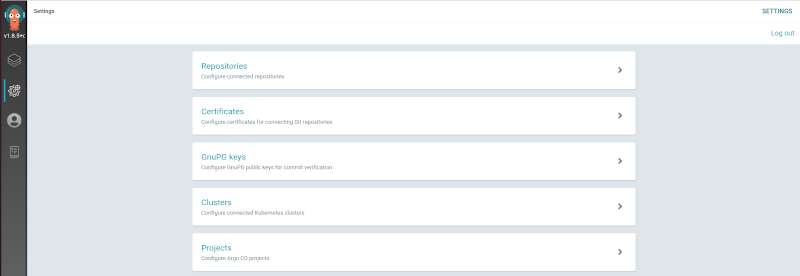 Settings
SETTINGS
v1.8.5+c
Log out
Repositories
Configure connected repositories
Certificates
Configure certificates for connecting Git repositories
GnuPG keys
Configure GnuPG public keys for commit verification
Clusters
Configure connected Kubernetes clusters
Projects
Configure Argo CD projects